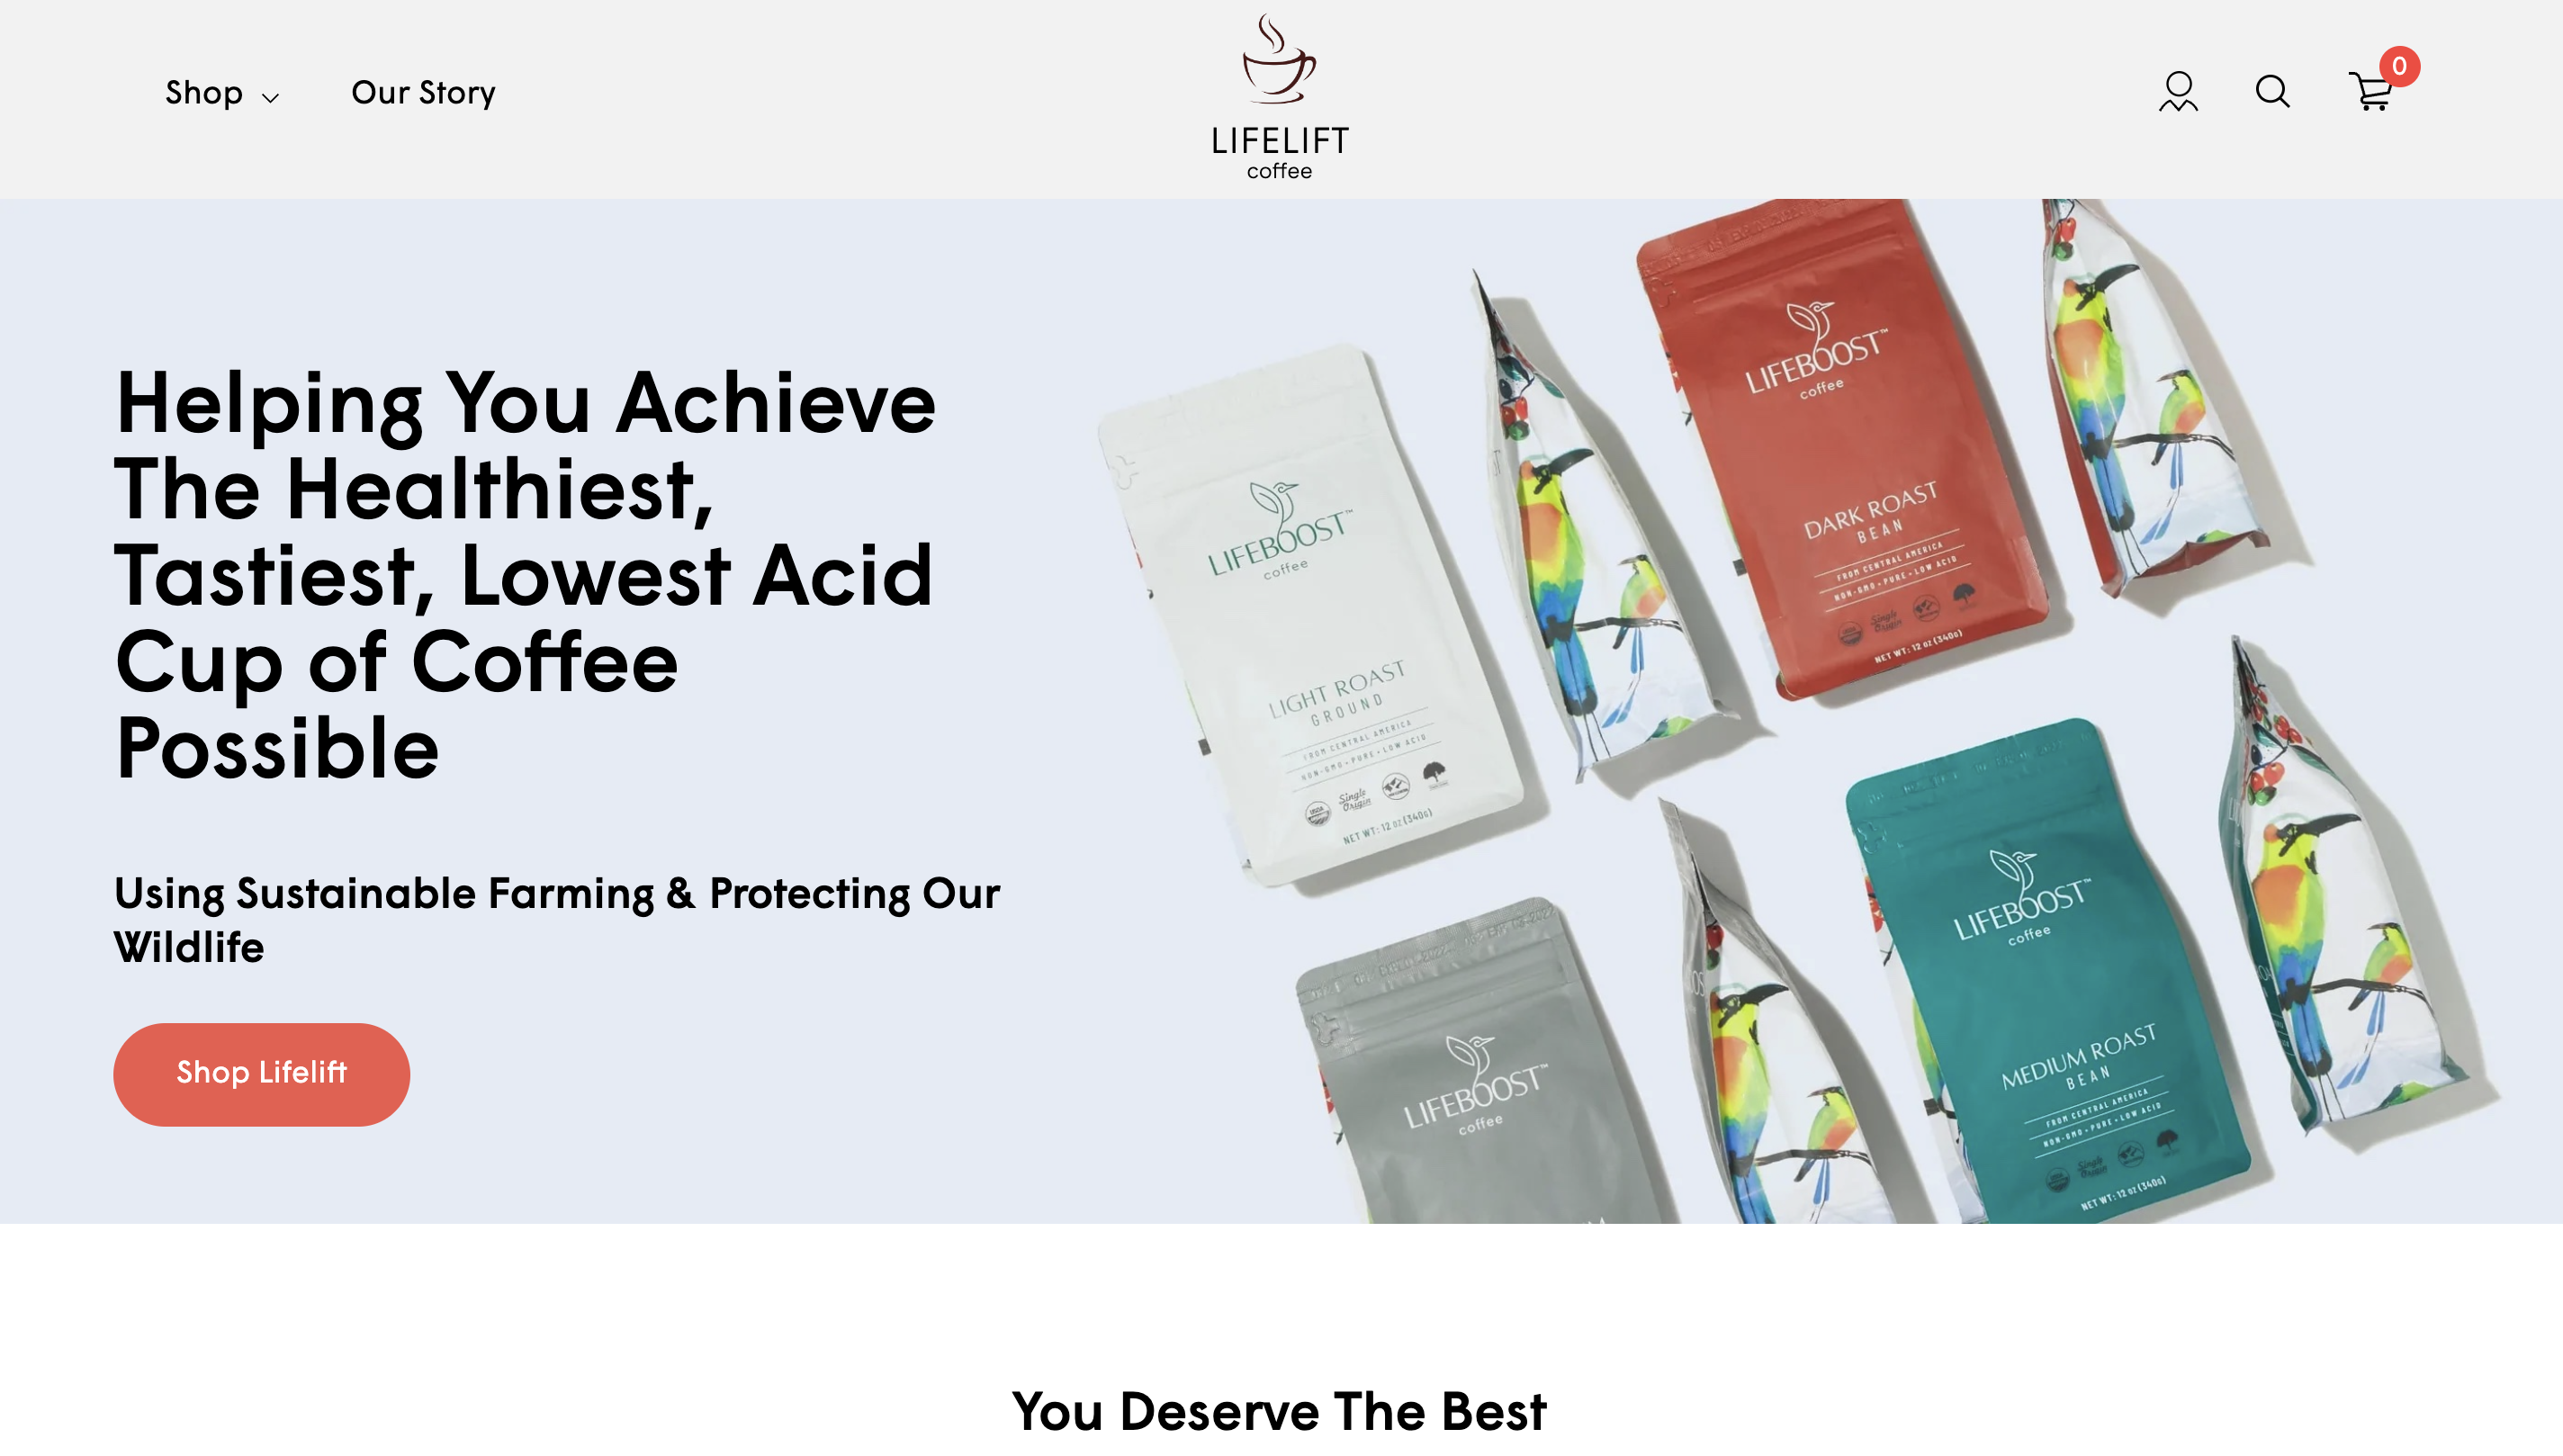 Shop
Our Story
LIFELIFT
coffee
0
Helping You Achieve
The Healthiest,
Tastiest, Lowest Acid
Cup of Coffee
Possible
Using Sustainable Farming & Protecting Our
Wildlife
Shop Lifelift
LIFEBOOST™
coffee
LIGHT ROAST
GROUND
FROM CENTRAL AMERICA
NON-GMO • PURE • LOW ACID
USDA
Single
Origin
NET WT: 12 oz (340G)
LIFEBOOST™
coffee
DARK ROAST
BEAN
FROM CENTRAL AMERICA
NON-GMO • PURE • LOW ACID
Single
Origin
NET WT: 12 oz (340G)
LIFEBOOST™
coffee
LIFEBOOST™
coffee
MEDIUM ROAST
BEAN
FROM CENTRAL AMERICA
NON-GMO • PURE • LOW ACID
Single
Origin
NET WT: 12 oz (340G)
You Deserve The Best